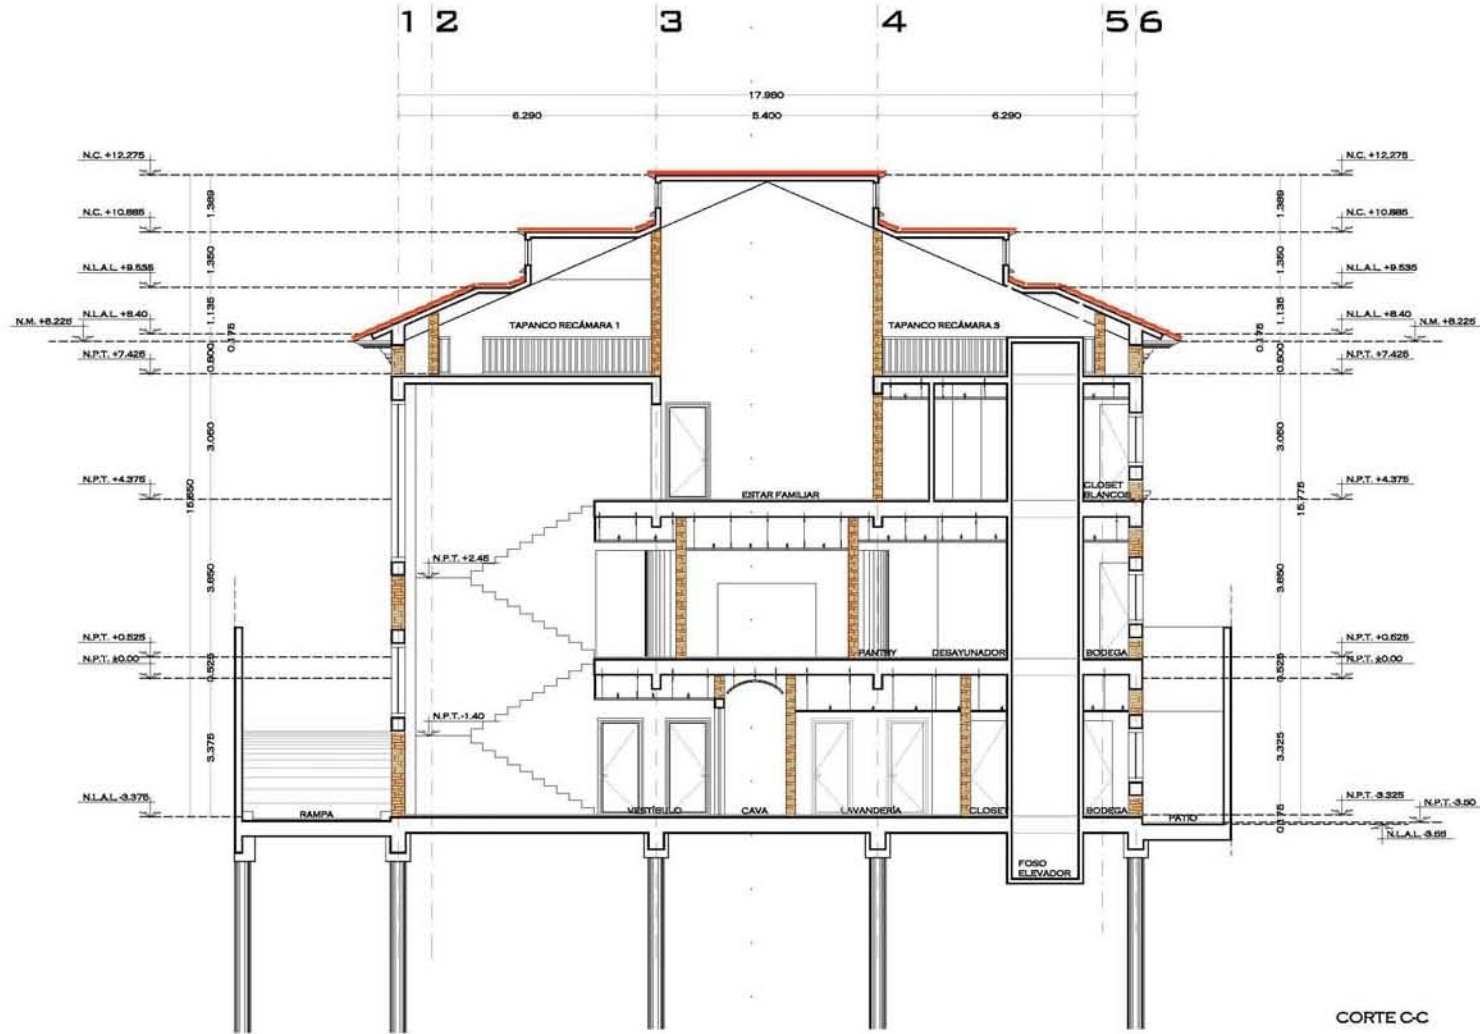 1 2 3 4 5 6
17.980
6.290 5.400 6.290
N.C. +12.275 N.C. +12.275
1.389 1.389
N.C. +10.885 N.C. +10.885
1.350 1.350
N.L.A.L. +9.535 N.L.A.L. +9.535
1.135 1.135
N.L.A.L. +8.40 N.L.A.L. +8.40
N.M. +8.225 N.M. +8.225
0.175 0.175
TAPANCO RECÁMARA 1 TAPANCO RECÁMARA 3
N.P.T. +7.425 N.P.T. +7.425
0.800 0.800
3.050 3.050
N.P.T. +4.375 N.P.T. +4.375
15.650 15.775
ESTAR FAMILIAR
CLOSET
BLANCOS
N.P.T. +2.45
3.850 3.850
N.P.T. +0.525 N.P.T. +0.525
PANTRY DESAYUNADOR BODEGA
N.P.T. ±0.00 N.P.T. ±0.00
0.525 0.525
N.P.T.-1.40
3.375 3.325
N.L.A.L. -3.375 N.P.T. -3.325
N.P.T. -3.50
RAMPA VESTÍBULO CAVA LAVANDERÍA CLOSET BODEGA PATIO
0.175
N.L.A.L. -3.55
FOSO
ELEVADOR
CORTE C-C